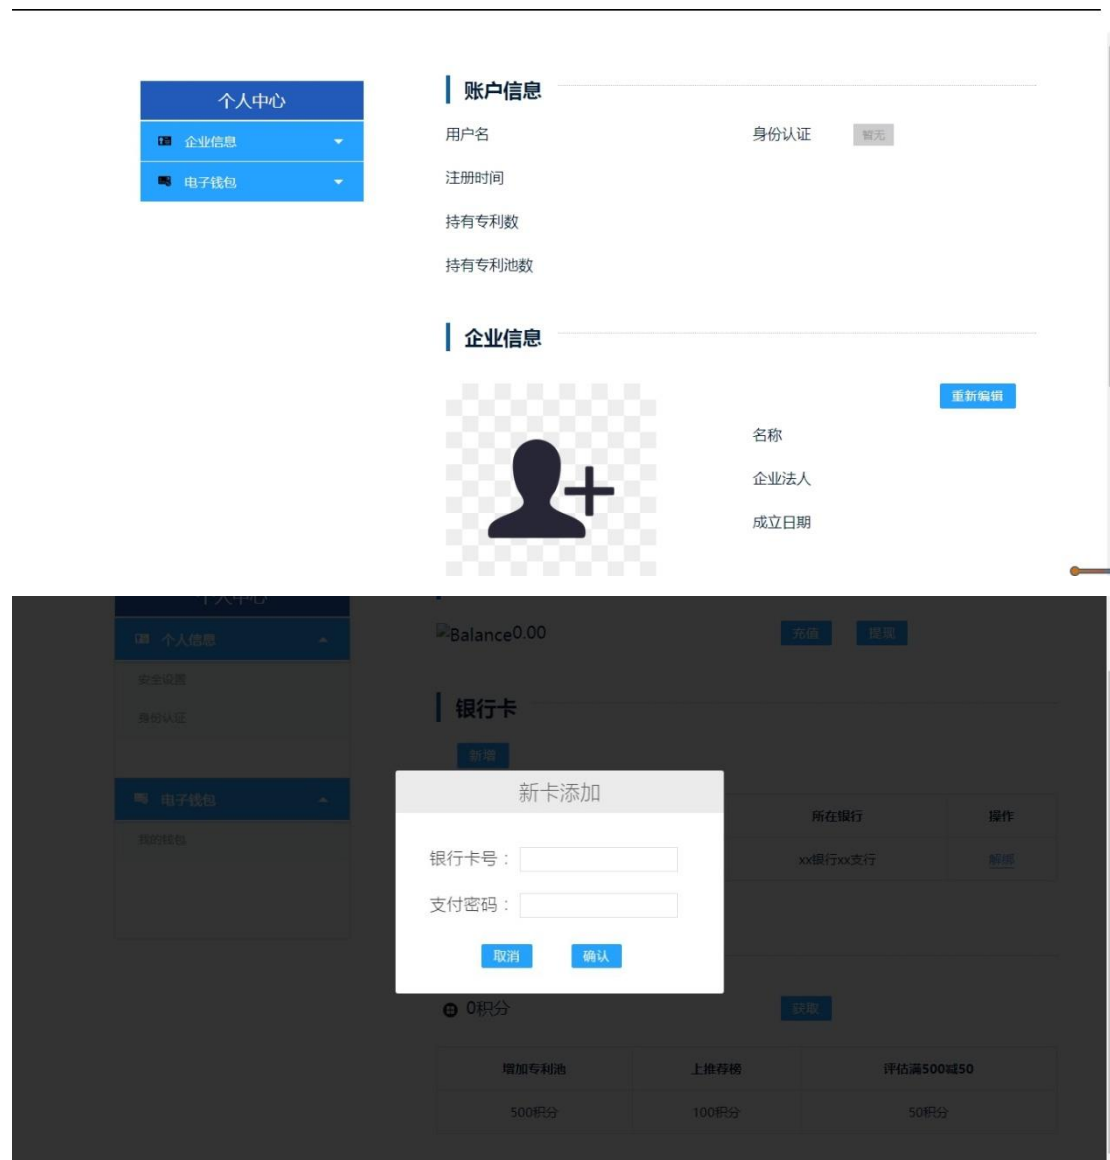 个人中心
企业信息
电子钱包
账户信息
用户名
身份认证 暂无
注册时间
持有专利数
持有专利池数
企业信息
重新编辑
名称
企业法人
成立日期
个人中心
个人信息
安全设置
身份认证
电子钱包
我的钱包
Balance0.00 充值 提现
银行卡
新增
所在银行 操作
xx银行xx支行 解绑
新卡添加
银行卡号：
支付密码：
取消 确认
0积分 获取
增加专利池 上推荐榜 评估满500减50
500积分 100积分 50积分